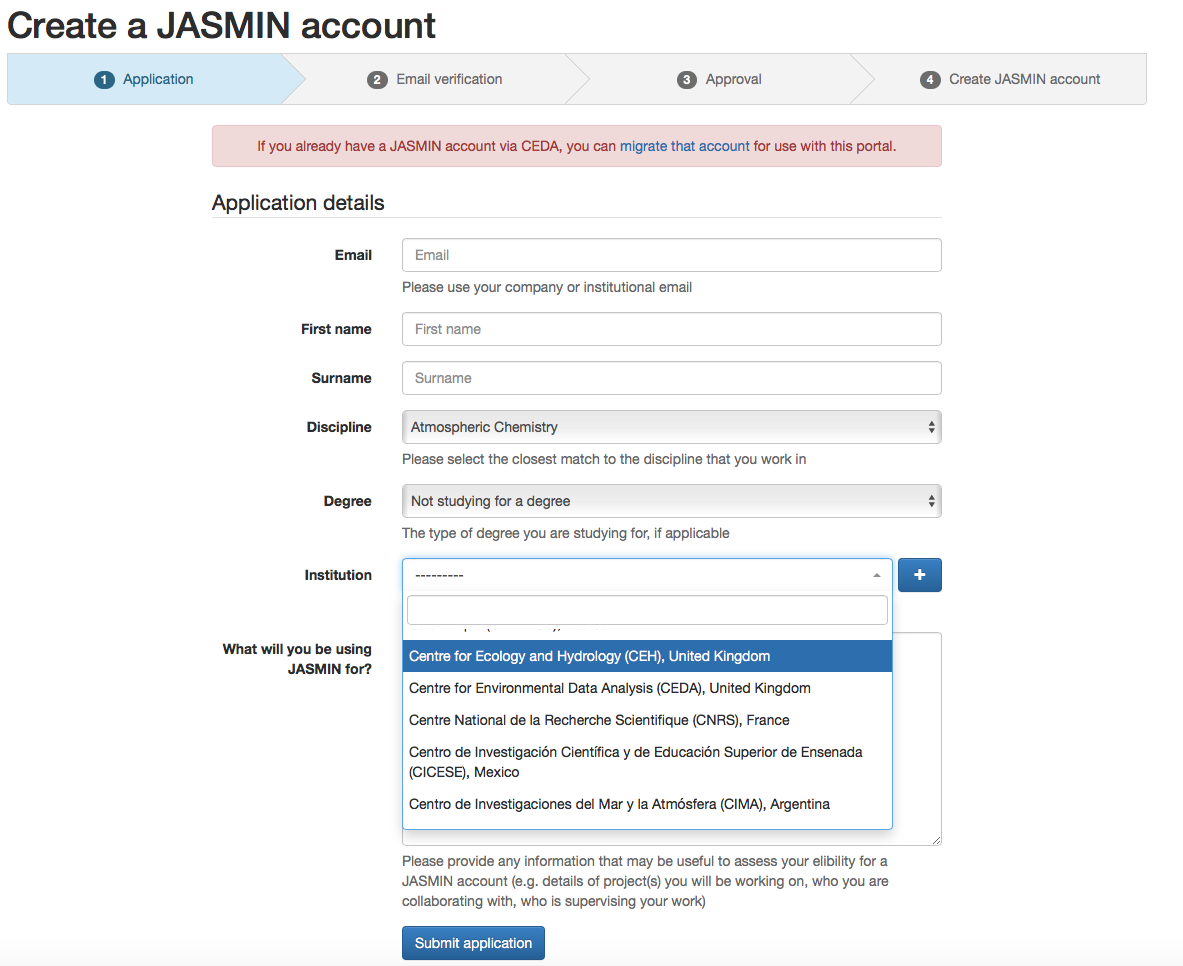 Create a JASMIN account
1 Application
2 Email verification
3 Approval
4 Create JASMIN account
If you already have a JASMIN account via CEDA, you can migrate that account for use with this portal.
Application details
Email
Email
Please use your company or institutional email
First name
First name
Surname
Surname
Discipline
Atmospheric Chemistry
Please select the closest match to the discipline that you work in
Degree
Not studying for a degree
The type of degree you are studying for, if applicable
Institution
---------
+
What will you be using
JASMIN for?
Centre for Ecology and Hydrology (CEH), United Kingdom
Centre for Environmental Data Analysis (CEDA), United Kingdom
Centre National de la Recherche Scientifique (CNRS), France
Centro de Investigación Científica y de Educación Superior de Ensenada
(CICESE), Mexico
Centro de Investigaciones del Mar y la Atmósfera (CIMA), Argentina
Please provide any information that may be useful to assess your elibility for a
JASMIN account (e.g. details of project(s) you will be working on, who you are
collaborating with, who is supervising your work)
Submit application